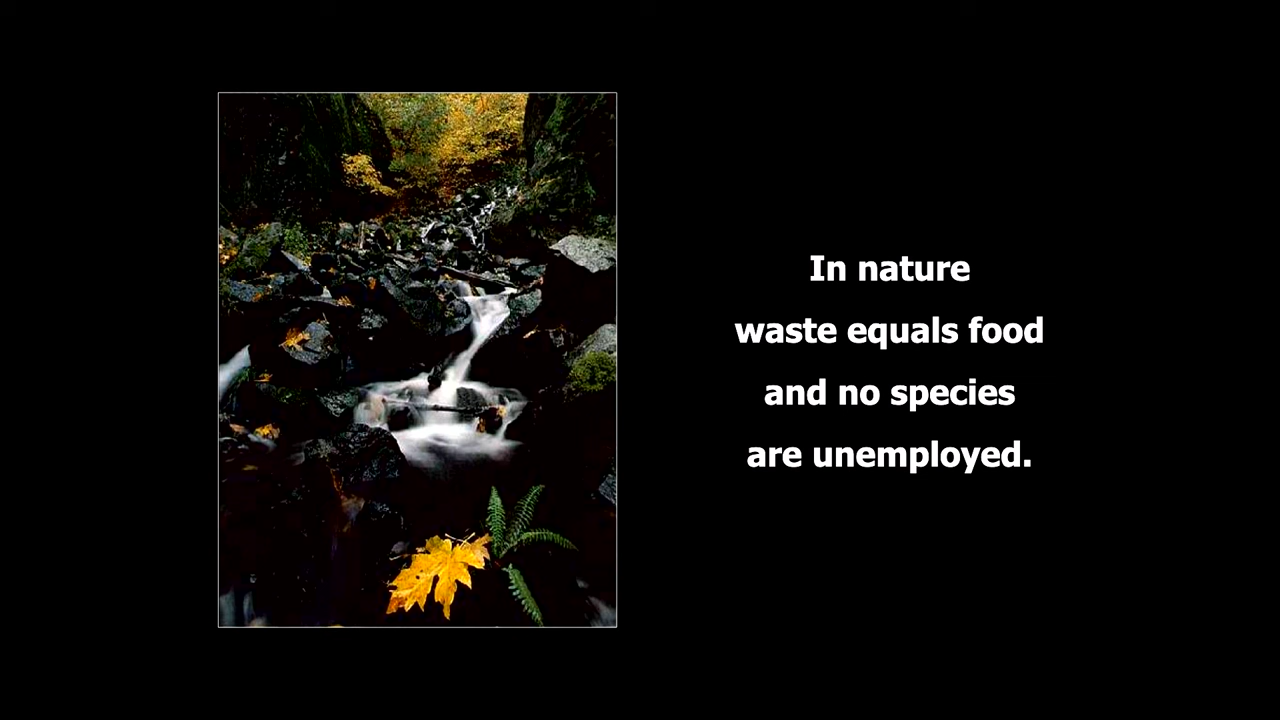 In nature
waste equals food
and no species
are unemployed.